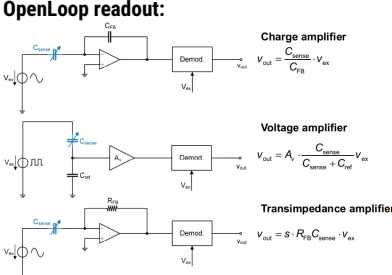 OpenLoop readout:
C_FB
C_sense
V_ex
Demod.
v_out
V_ex
Charge amplifier
v_out = C_sense / C_FB · v_ex
C_sense
V_ex
A_v
Demod.
v_out
C_ref
V_ex
Voltage amplifier
v_out = A_v · C_sense / (C_sense + C_ref) v_ex
R_FB
C_sense
V_ex
Demod.
v_out
V_ex
Transimpedance amplifier
v_out = s · R_FB C_sense · v_ex